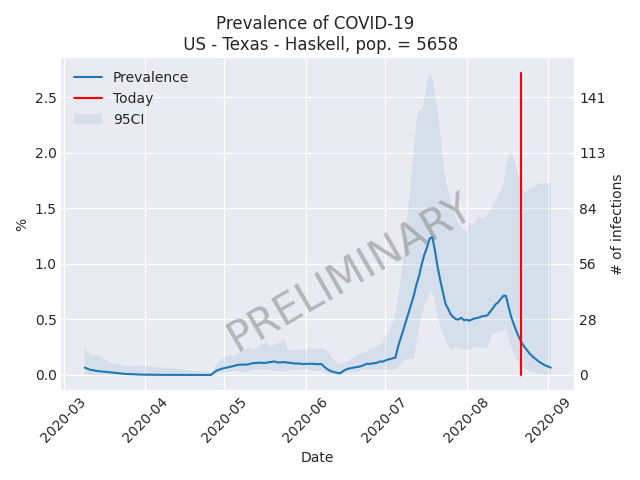 Prevalence of COVID-19
US - Texas - Haskell, pop. = 5658
Prevalence
Today
95CI
PRELIMINARY
%
2.5
2.0
1.5
1.0
0.5
0.0
141
113
84
56
28
0
# of infections
2020-03
2020-04
2020-05
2020-06
2020-07
2020-08
2020-09
Date